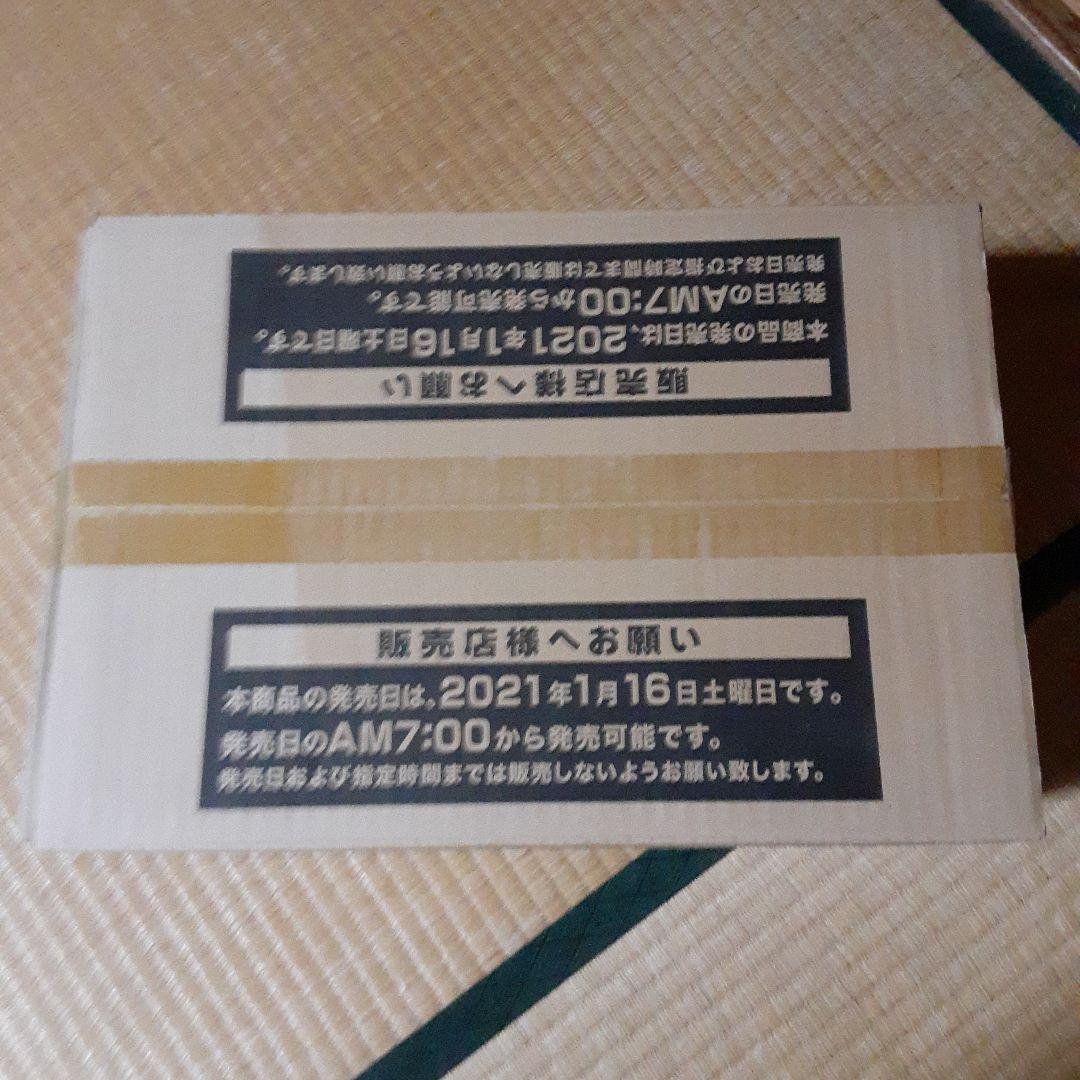 販売店様へお願い
本商品の発売日は、2021年1月16日土曜日です。
発売日のAM7:00から発売可能です。
発売日および指定時間までは販売しないようお願い致します。
販売店様へお願い
本商品の発売日は、2021年1月16日土曜日です。
発売日のAM7:00から発売可能です。
発売日および指定時間までは販売しないようお願い致します。